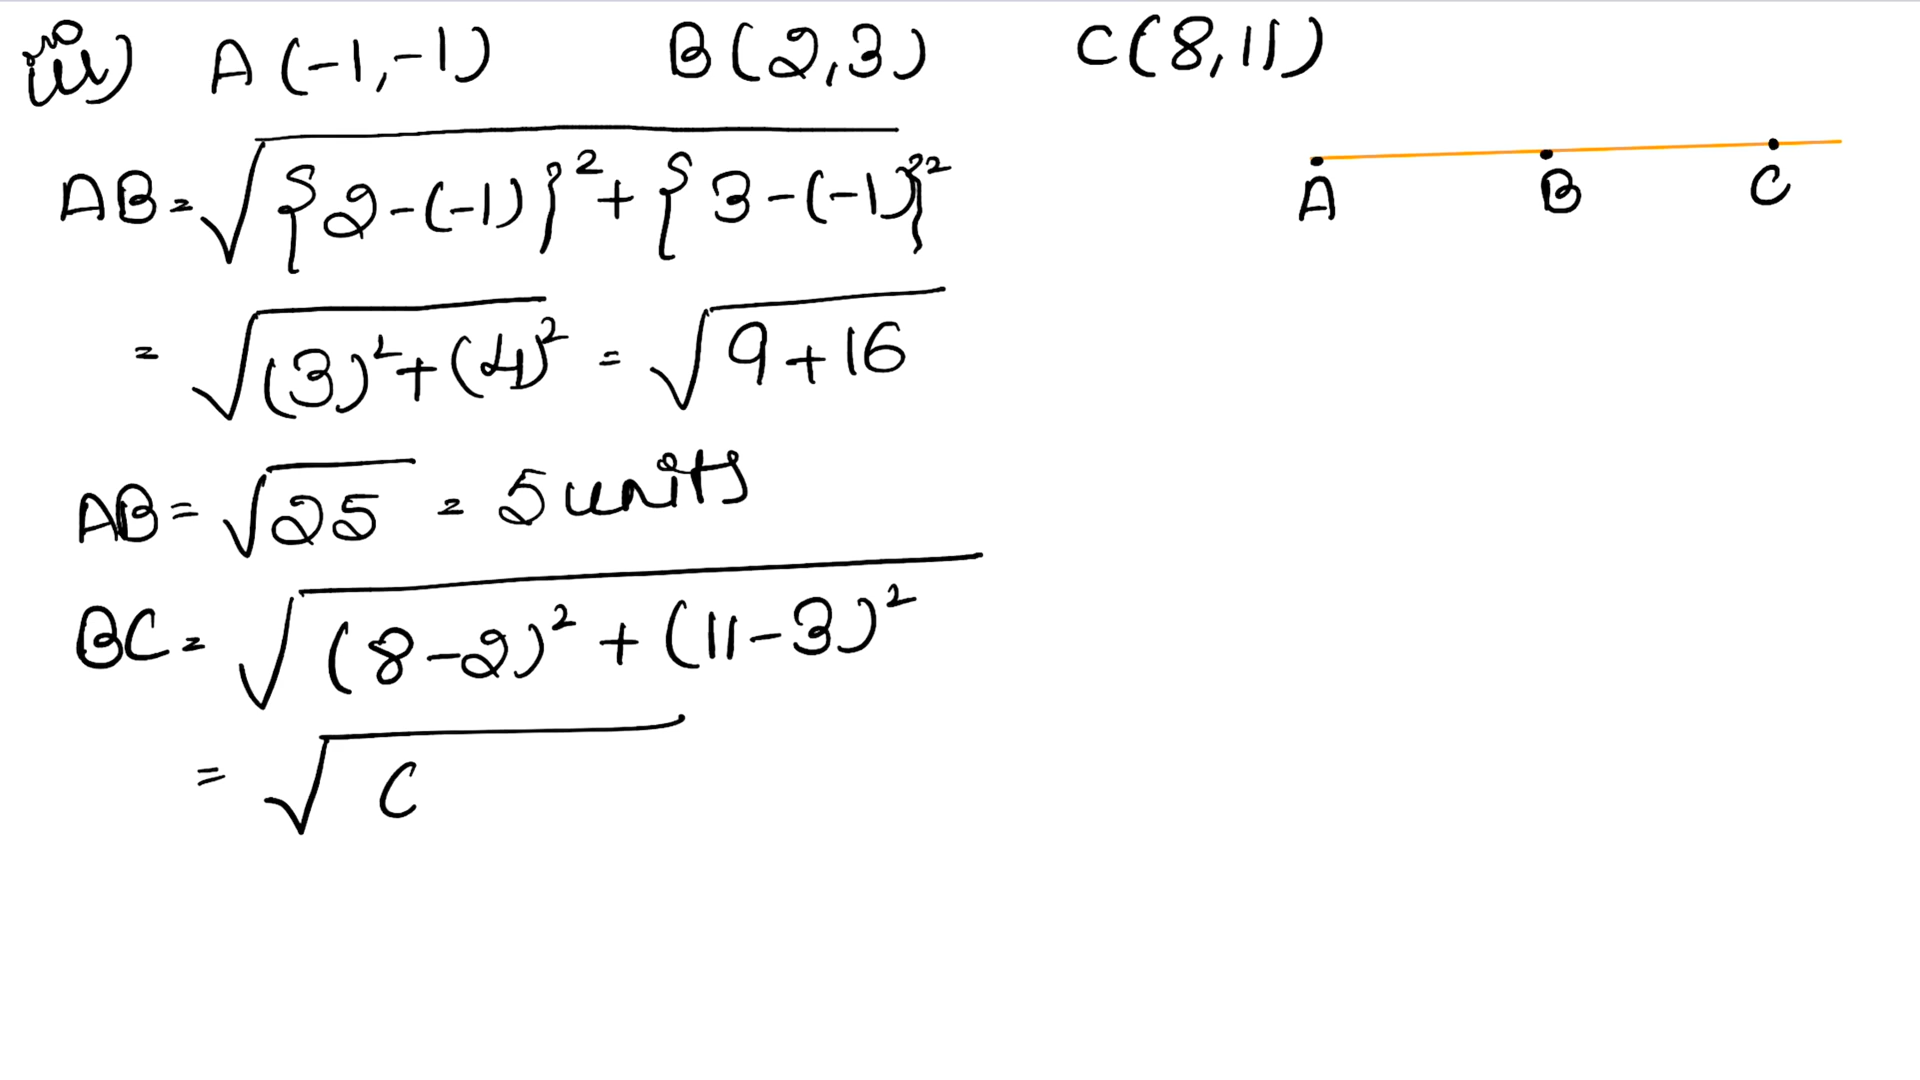 iii) A(-1,-1) B(2,3) C(8,11)
A B C
AB = √{2-(-1)}² + {3-(-1)}²
= √(3)²+(4)² = √9+16
AB = √25 = 5 units
BC = √(8-2)² + (11-3)²
= √(